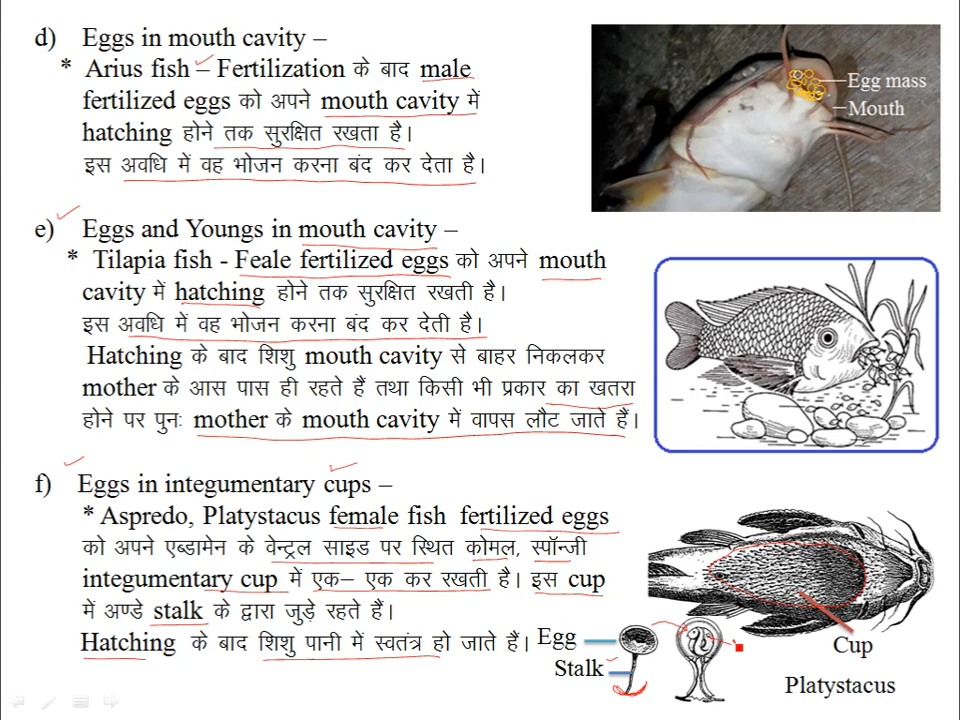 d) Eggs in mouth cavity –
* Arius fish – Fertilization के बाद male
fertilized eggs को अपने mouth cavity में
hatching होने तक सुरक्षित रखता है।
इस अवधि में वह भोजन करना बंद कर देता है।
Egg mass
Mouth
e) Eggs and Youngs in mouth cavity –
* Tilapia fish - Feale fertilized eggs को अपने mouth
cavity में hatching होने तक सुरक्षित रखती है।
इस अवधि में वह भोजन करना बंद कर देती है।
Hatching के बाद शिशु mouth cavity से बाहर निकलकर
mother के आस पास ही रहते हैं तथा किसी भी प्रकार का खतरा
होने पर पुनः mother के mouth cavity में वापस लौट जाते हैं।
f) Eggs in integumentary cups –
* Aspredo, Platystacus female fish fertilized eggs
को अपने एब्डामेन के वेन्ट्रल साइड पर स्थित कोमल, स्पॉन्जी
integumentary cup में एक– एक कर रखती है। इस cup
में अण्डे stalk के द्वारा जुड़े रहते हैं।
Hatching के बाद शिशु पानी में स्वतंत्र हो जाते हैं।
Egg
Stalk
Cup
Platystacus